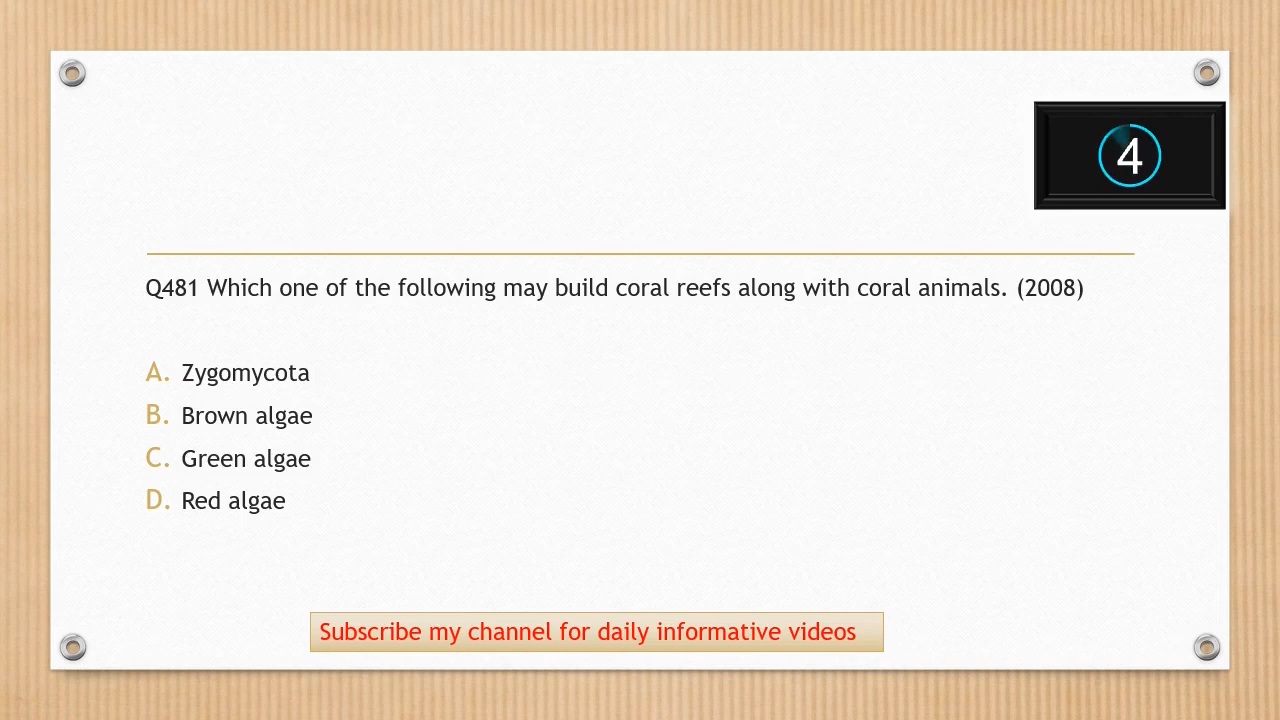 4
Q481 Which one of the following may build coral reefs along with coral animals. (2008)
A. Zygomycota
B. Brown algae
C. Green algae
D. Red algae
Subscribe my channel for daily informative videos